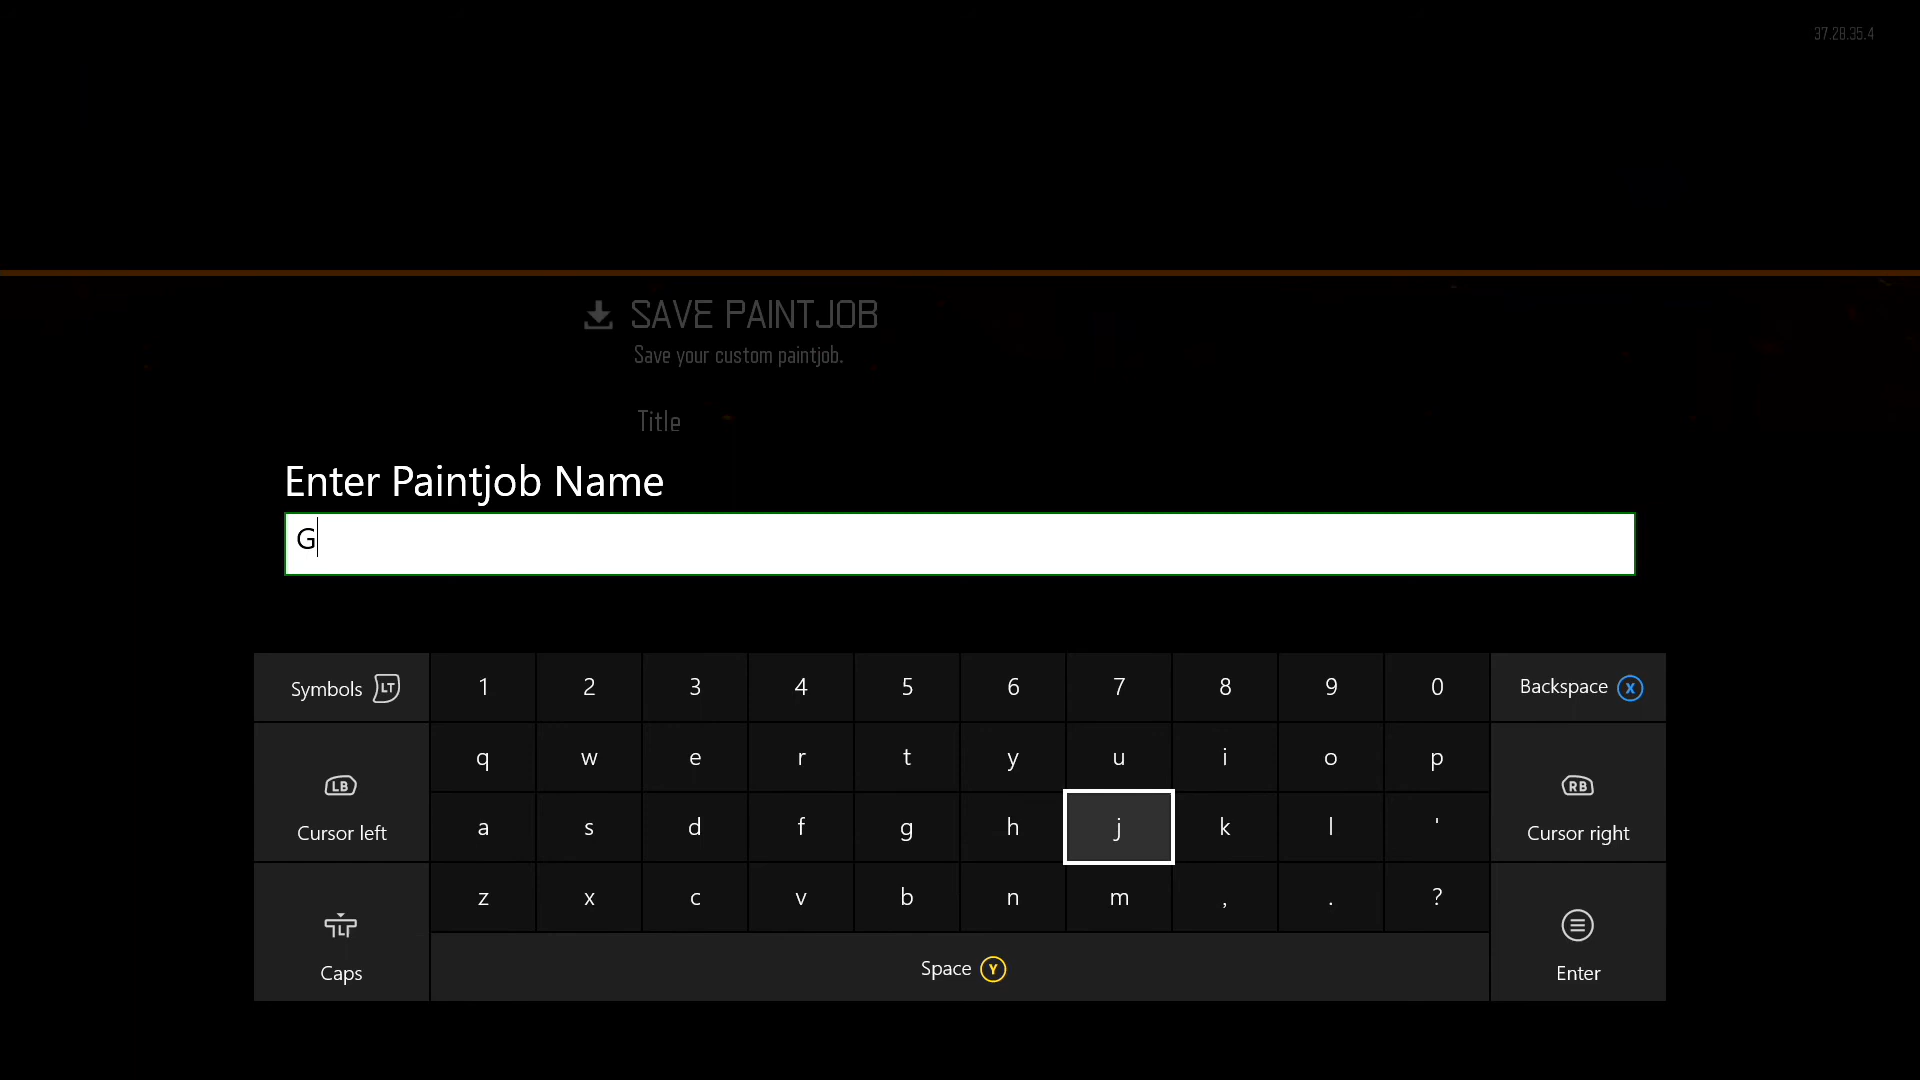 37.28.35.4
SAVE PAINTJOB
Save your custom paintjob.
Title
Enter Paintjob Name
G
Symbols LT 1 2 3 4 5 6 7 8 9 0 Backspace X
LB Cursor left q w e r t y u i o p RB Cursor right
a s d f g h j k l '
Caps z x c v b n m , . ? Enter
Space Y